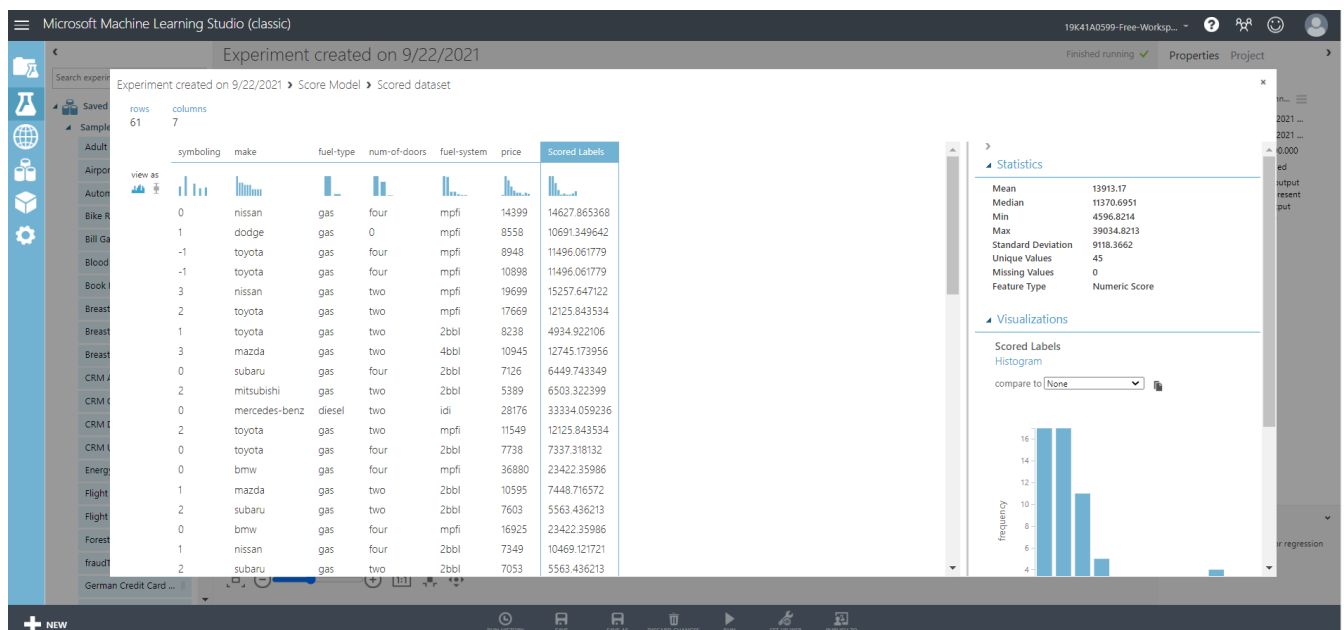 Microsoft Machine Learning Studio (classic)
19K41A0599-Free-Worksp...
Experiment created on 9/22/2021
Finished running
Properties Project
Search experim
Experiment created on 9/22/2021 > Score Model > Scored dataset
rows columns
61 7
view as
symboling make fuel-type num-of-doors fuel-system price Scored Labels
0 nissan gas four mpfi 14399 14627.865368
1 dodge gas 0 mpfi 8558 10691.349642
-1 toyota gas four mpfi 8948 11496.061779
-1 toyota gas four mpfi 10898 11496.061779
3 nissan gas two mpfi 19699 15257.647122
2 toyota gas two mpfi 17669 12125.843534
1 toyota gas two 2bbl 8238 4934.922106
3 mazda gas two 4bbl 10945 12745.173956
0 subaru gas four 2bbl 7126 6449.743349
2 mitsubishi gas two 2bbl 5389 6503.322399
0 mercedes-benz diesel two idi 28176 33334.059236
2 toyota gas two mpfi 11549 12125.843534
0 toyota gas four 2bbl 7738 7337.318132
0 bmw gas four mpfi 36880 23422.35986
1 mazda gas two 2bbl 10595 7448.716572
2 subaru gas two 2bbl 7603 5563.436213
0 bmw gas four mpfi 16925 23422.35986
1 nissan gas four 2bbl 7349 10469.121721
2 subaru gas two 2bbl 7053 5563.436213
Statistics
Mean 13913.17
Median 11370.6951
Min 4596.8214
Max 39034.8213
Standard Deviation 9118.3662
Unique Values 45
Missing Values 0
Feature Type Numeric Score
Visualizations
Scored Labels
Histogram
compare to None
frequency
16
14
12
10
8
6
4
Saved
Sample
Adult
Airpor
Autom
Bike R
Bill Ga
Blood
Book
Breast
Breast
Breast
CRM
CRM
CRM
CRM
Energy
Flight
Flight
Forest
fraudT
German Credit Card ...
2021 ...
2021 ...
0.000
ed
utput
resent
put
or regression
1:1
NEW